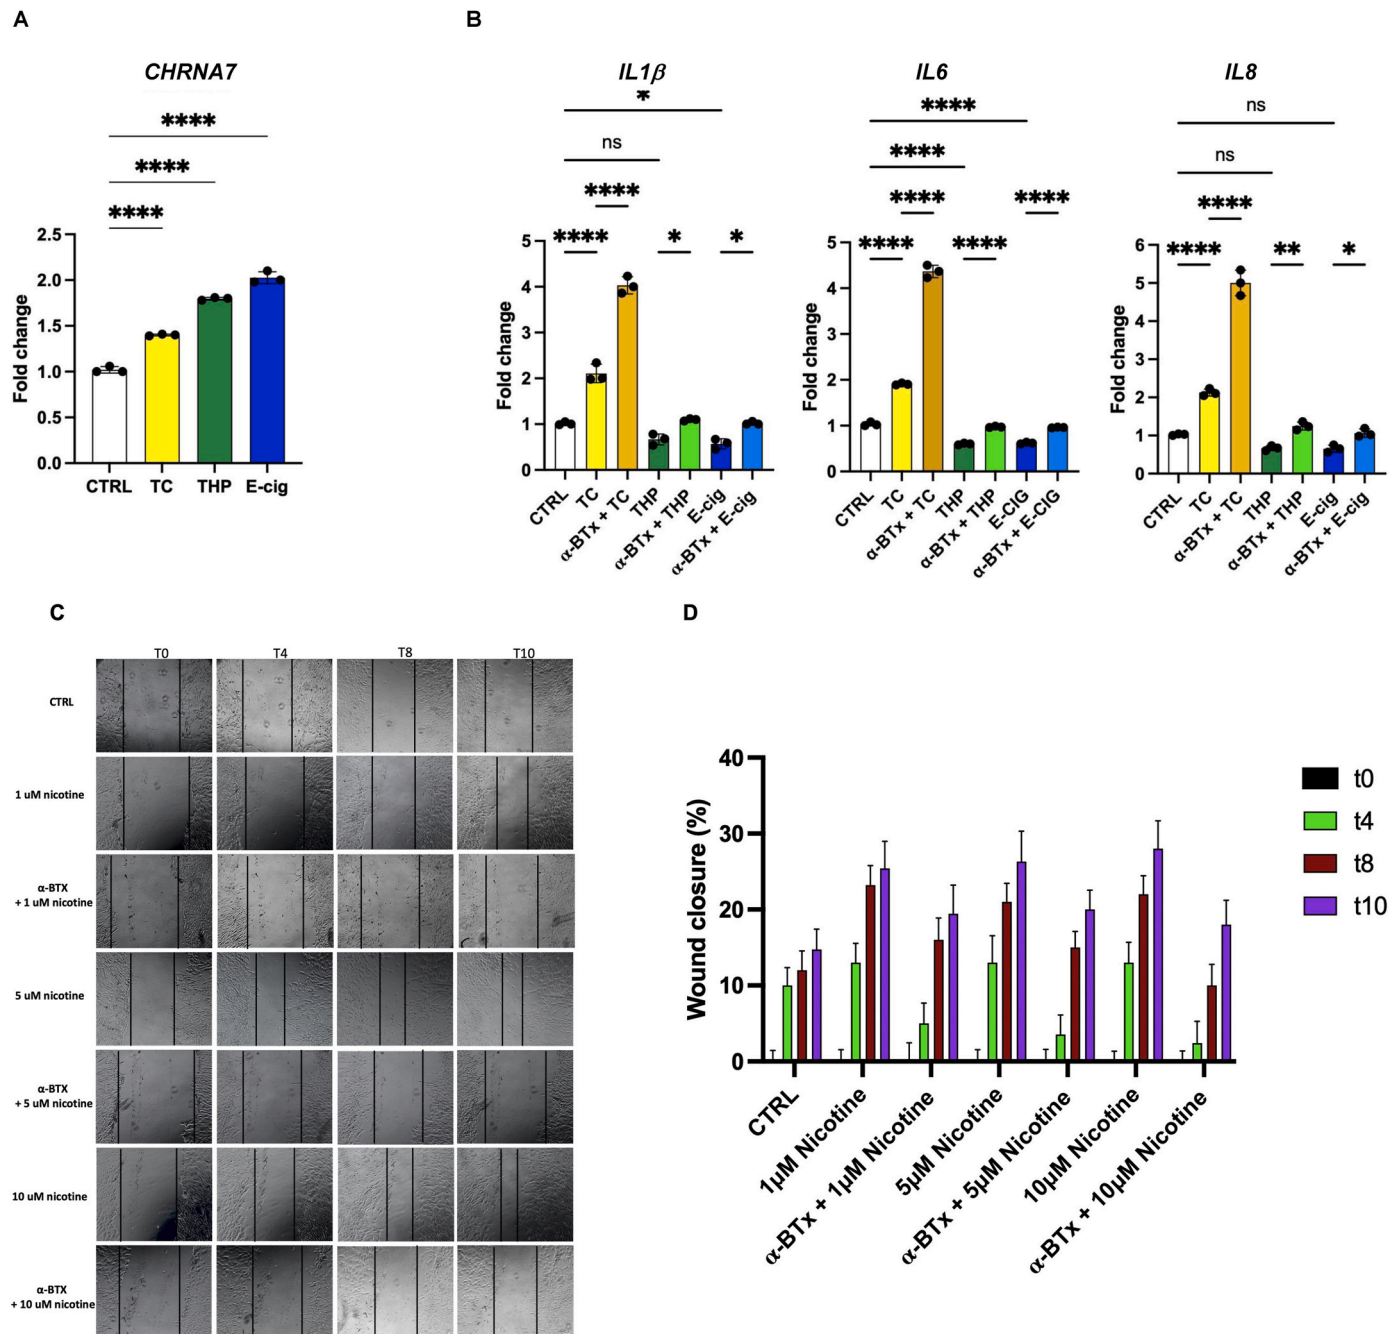 A
B
CHRNA7
****
****
****
Fold change
2.5
2.0
1.5
1.0
0.5
0.0
CTRL TC THP E-cig
IL1β
*
ns
****
**** * *
Fold change
5
4
3
2
1
0
CTRL
TC
α-BTx + TC
THP
α-BTx + THP
E-cig
α-BTx + E-cig
IL6
****
****
**** ****
**** ****
Fold change
5
4
3
2
1
0
CTRL
TC
α-BTx + TC
THP
α-BTx + THP
E-CIG
α-BTx + E-CIG
IL8
ns
ns
****
**** ** *
Fold change
6
5
4
3
2
1
0
CTRL
TC
α-BTx + TC
THP
α-BTx + THP
E-cig
α-BTx + E-cig
C
T0 T4 T8 T10
CTRL
1 uM nicotine
α-BTX
+ 1 uM nicotine
5 uM nicotine
α-BTX
+ 5 uM nicotine
10 uM nicotine
α-BTX
+ 10 uM nicotine
D
Wound closure (%)
40
30
20
10
0
CTRL
1µM Nicotine
α-BTx + 1µM Nicotine
5µM Nicotine
α-BTx + 5µM Nicotine
10µM Nicotine
α-BTx + 10µM Nicotine
t0
t4
t8
t10